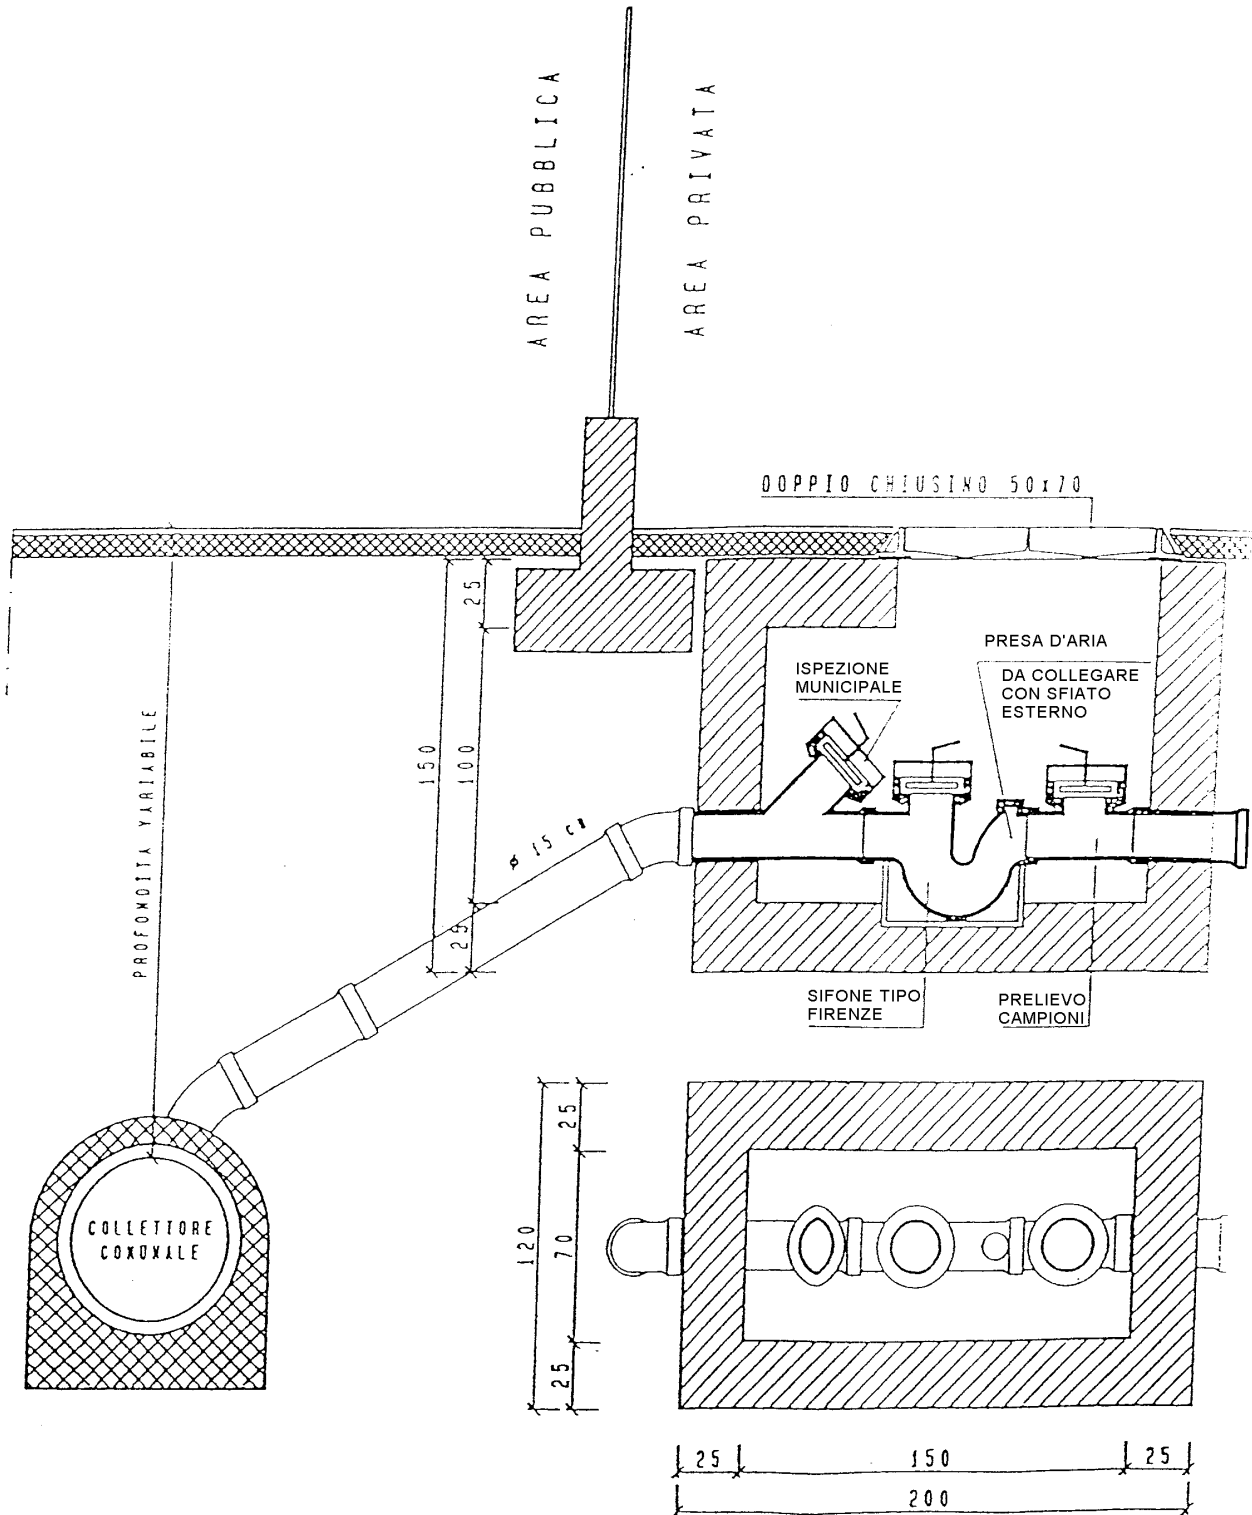 AREA PUBBLICA
AREA PRIVATA
DOPPIO CHIUSINO 50x70
25
150
100
25
PRESA D'ARIA
DA COLLEGARE
CON SFIATO
ESTERNO
ISPEZIONE
MUNICIPALE
PROFONDITA VARIABILE
ø 15 cm
SIFONE TIPO
FIRENZE
PRELIEVO
CAMPIONI
COLLETTORE
COMUNALE
120
25
70
25
25
150
25
200